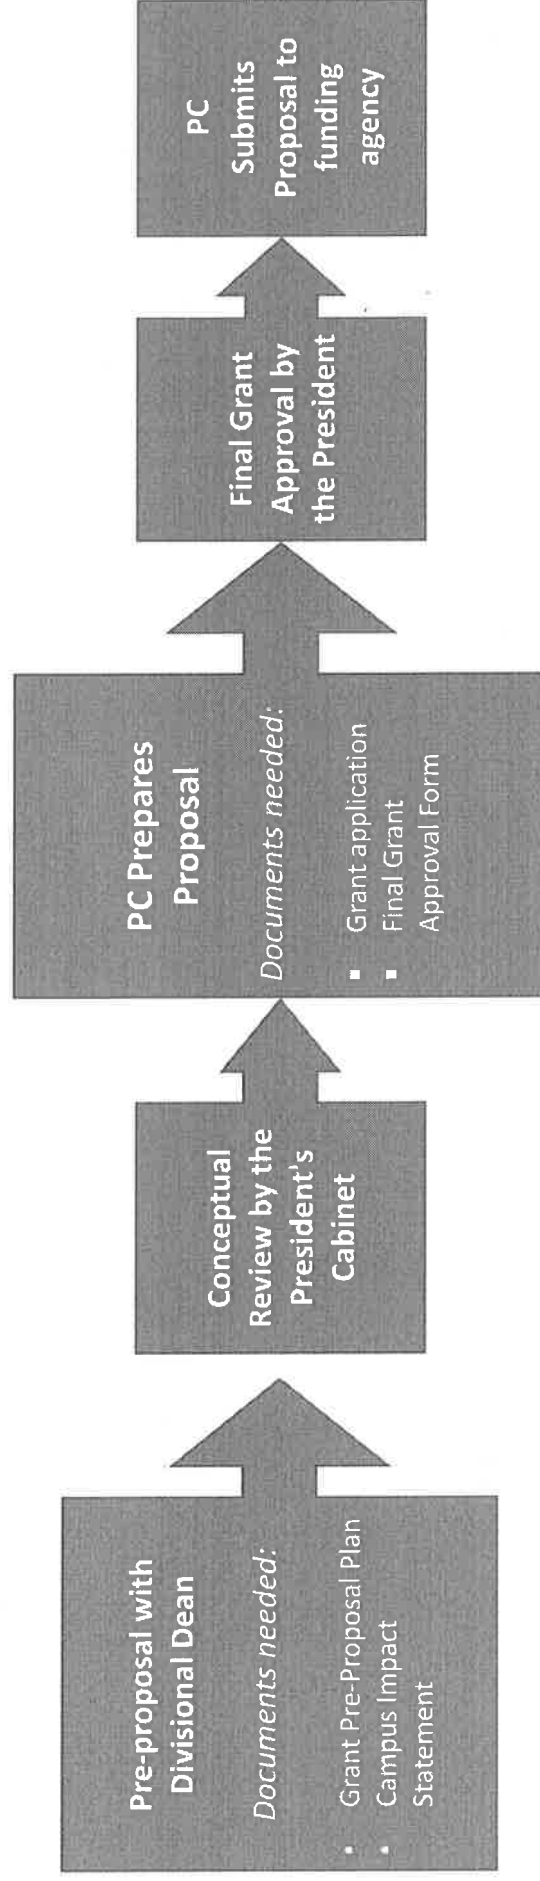 Pre-proposal with
Divisional Dean
Documents needed:
▪ Grant Pre-Proposal Plan
▪ Campus Impact
Statement
Conceptual
Review by the
President's
Cabinet
PC Prepares
Proposal
Documents needed:
▪ Grant application
▪ Final Grant
Approval Form
Final Grant
Approval by
the President
PC
Submits
Proposal to
funding
agency